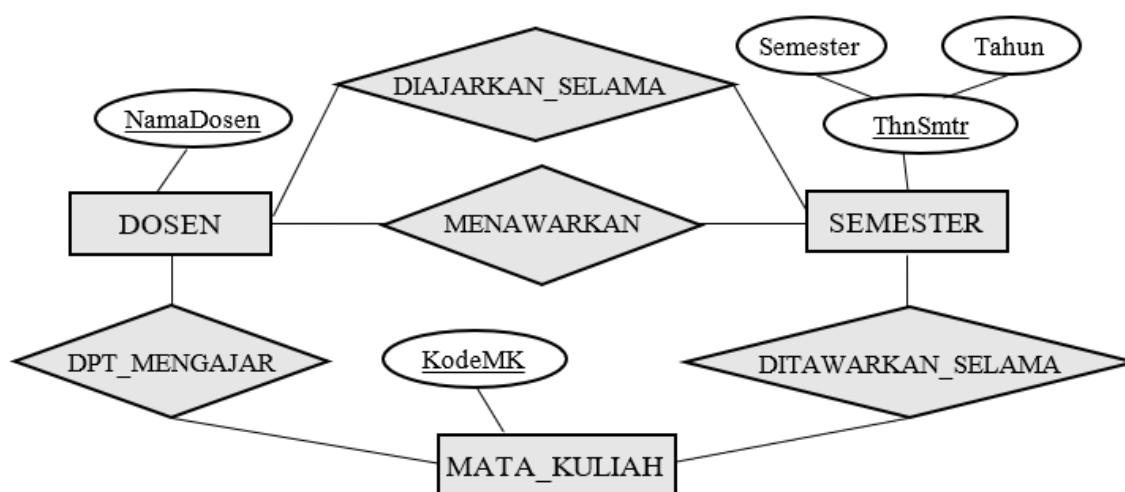 Semester
Tahun
DIAJARKAN_SELAMA
NamaDosen
ThnSmtr
DOSEN
MENAWARKAN
SEMESTER
DPT_MENGAJAR
KodeMK
DITAWARKAN_SELAMA
MATA_KULIAH